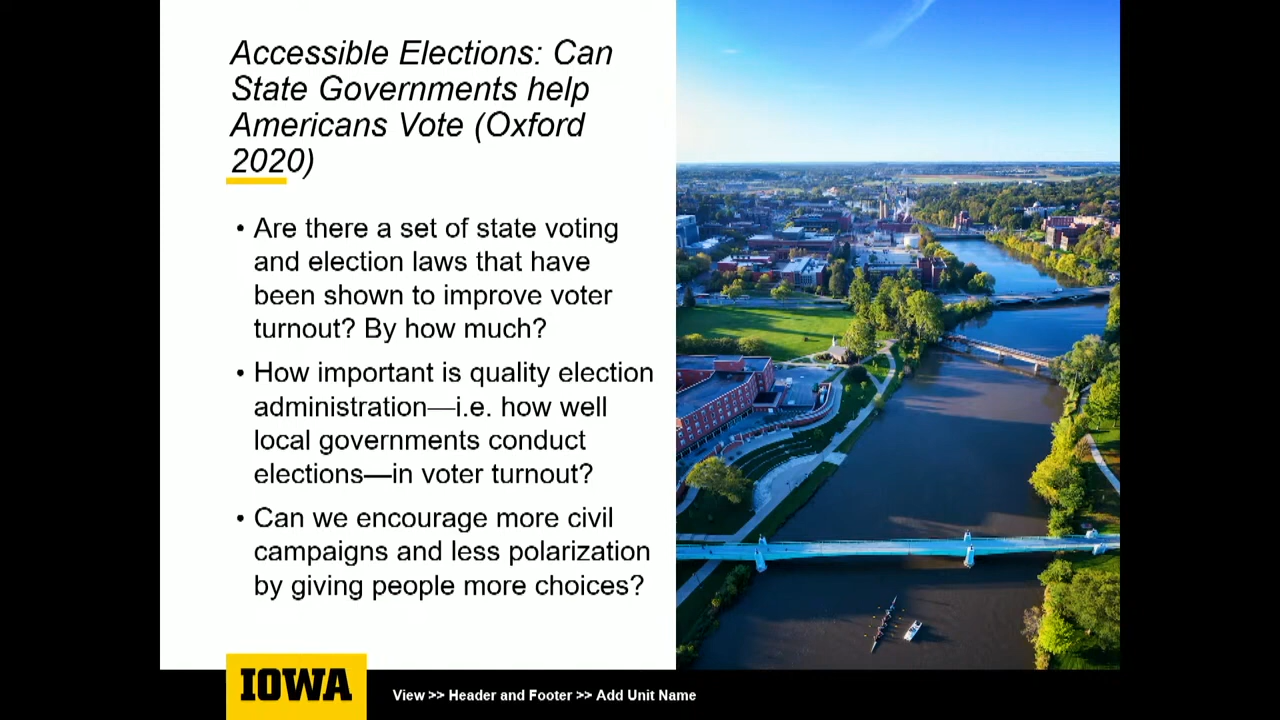 Accessible Elections: Can
State Governments help
Americans Vote (Oxford
2020)
• Are there a set of state voting
and election laws that have
been shown to improve voter
turnout? By how much?
• How important is quality election
administration—i.e. how well
local governments conduct
elections—in voter turnout?
• Can we encourage more civil
campaigns and less polarization
by giving people more choices?
IOWA
View >> Header and Footer >> Add Unit Name